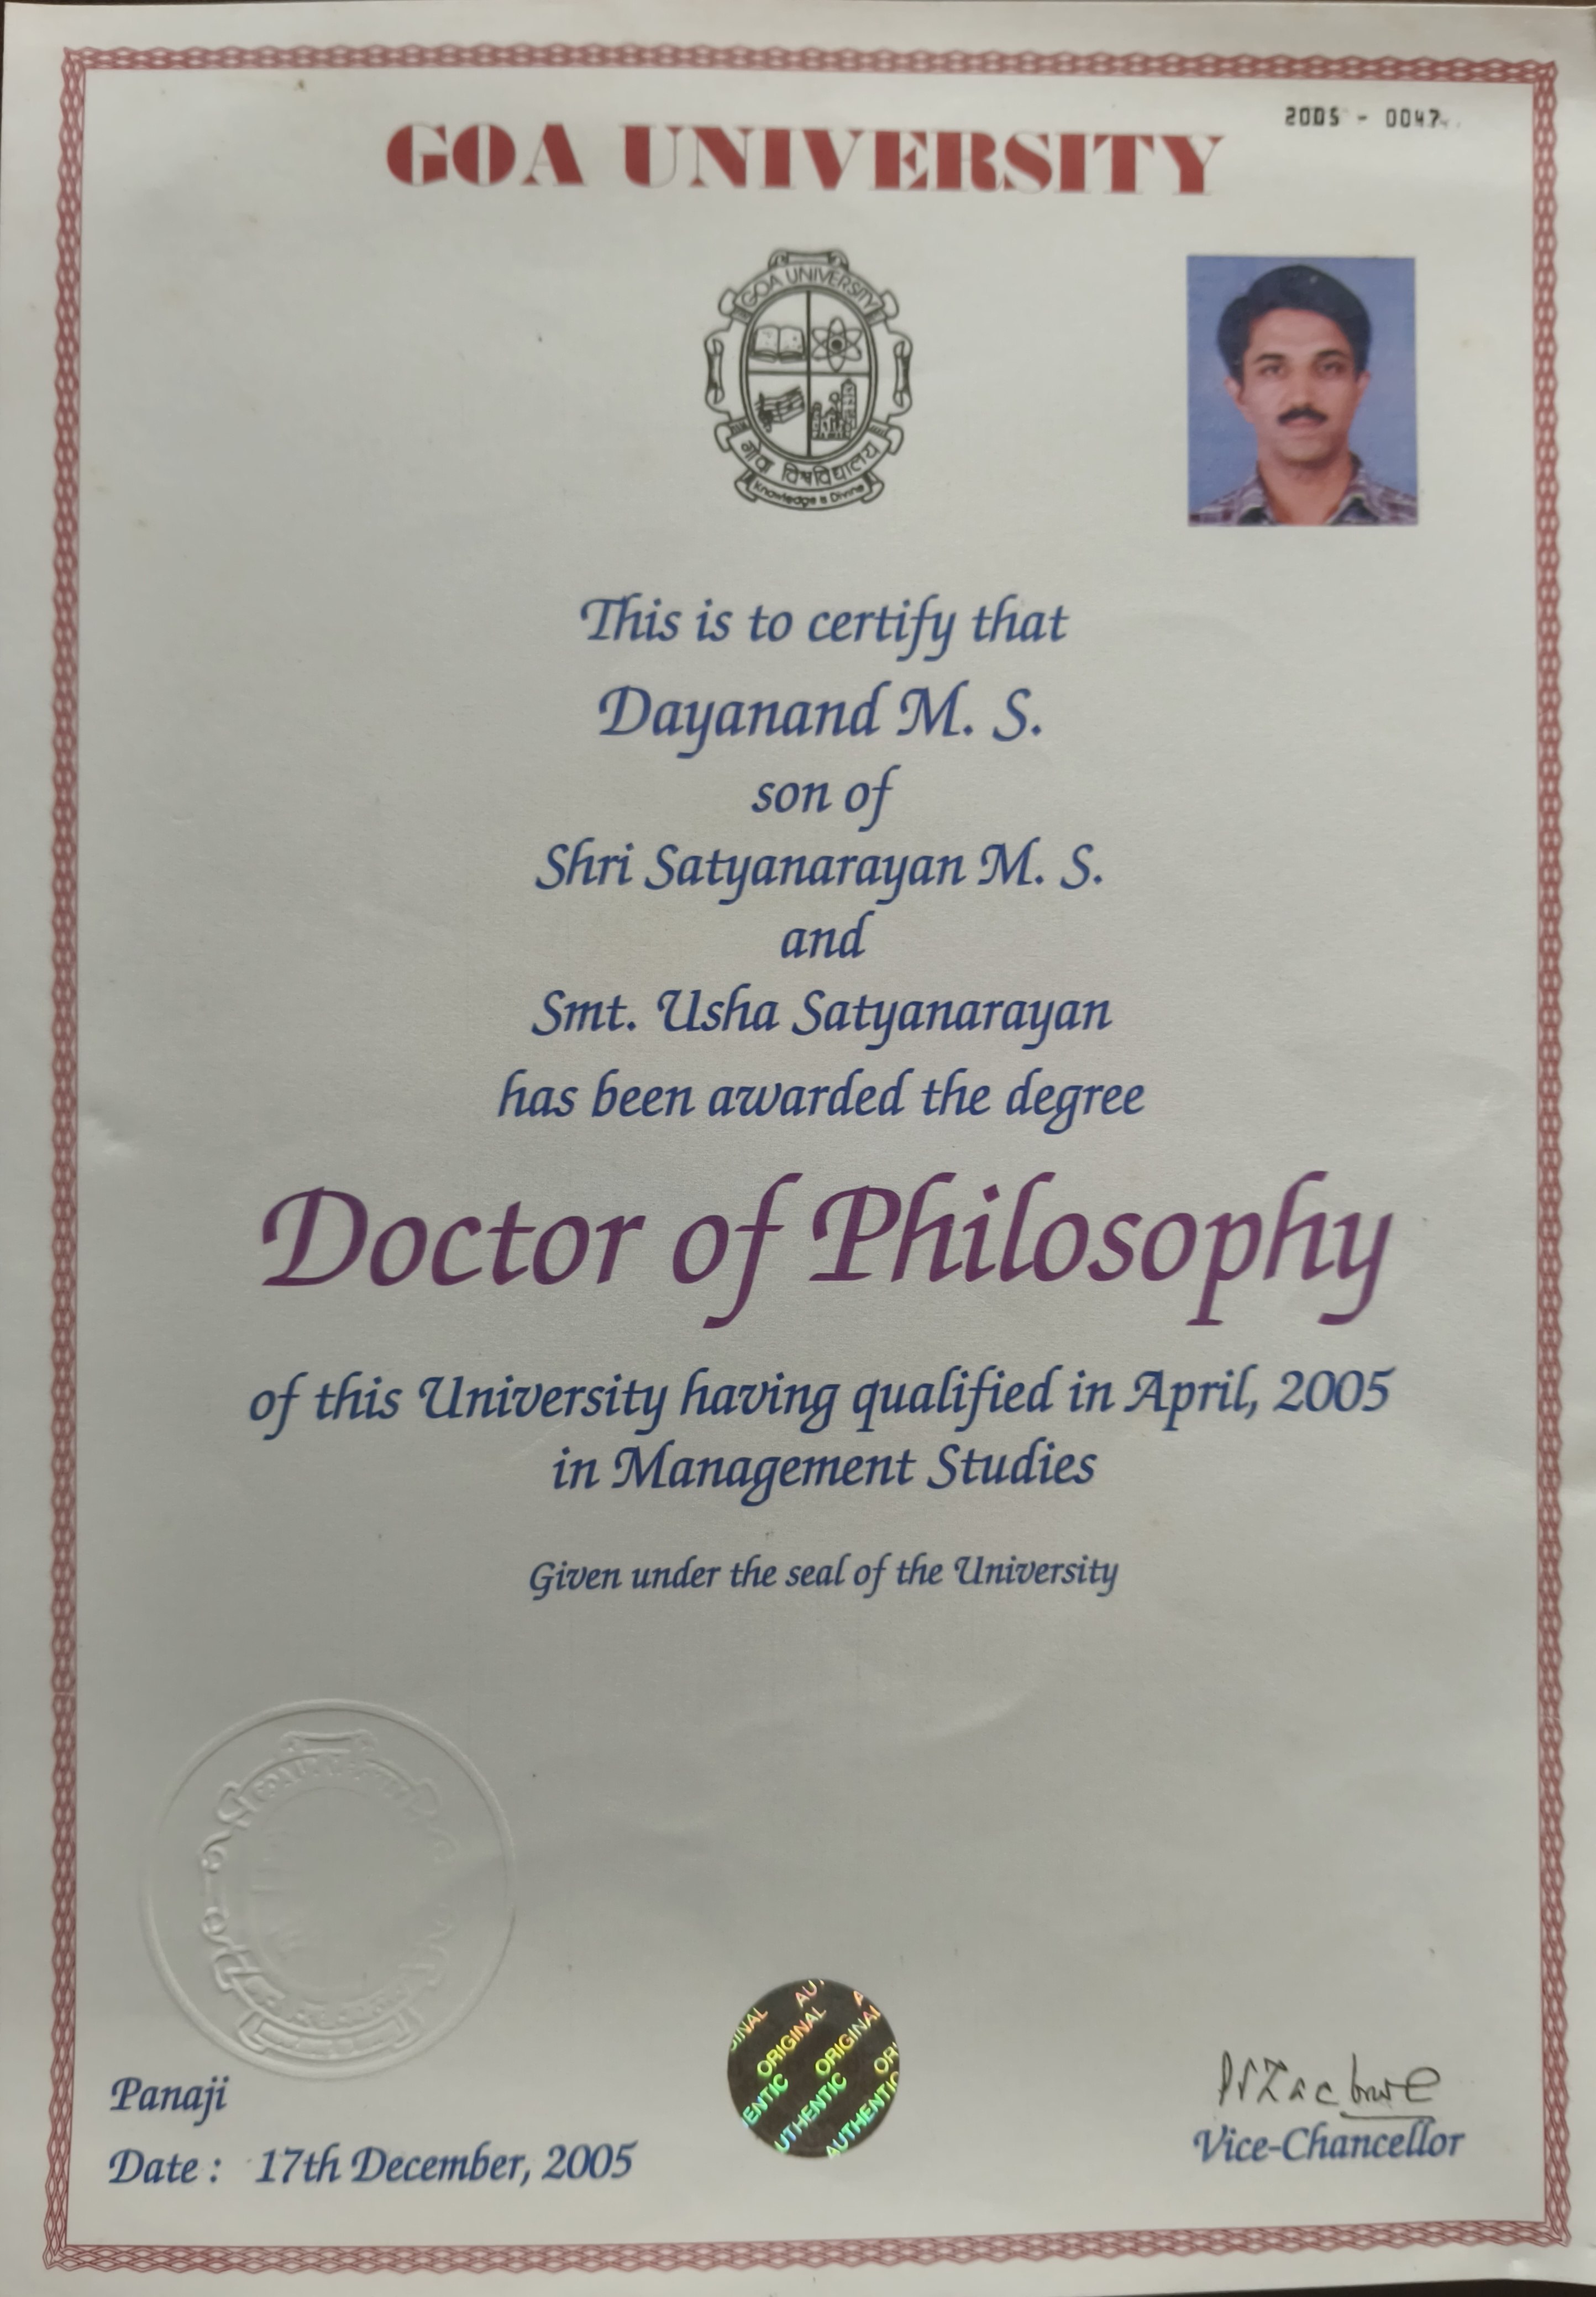 2005 - 0047
GOA UNIVERSITY
GOA UNIVERSITY
गोवा विश्वविद्यालय
Knowledge is Divine
This is to certify that
Dayanand M. S.
son of
Shri Satyanarayan M. S.
and
Smt. Usha Satyanarayan
has been awarded the degree
Doctor of Philosophy
of this University having qualified in April, 2005
in Management Studies
Given under the seal of the University
ORIGINAL ORIGINAL
AUTHENTIC
Panaji
Vice-Chancellor
Date : 17th December, 2005